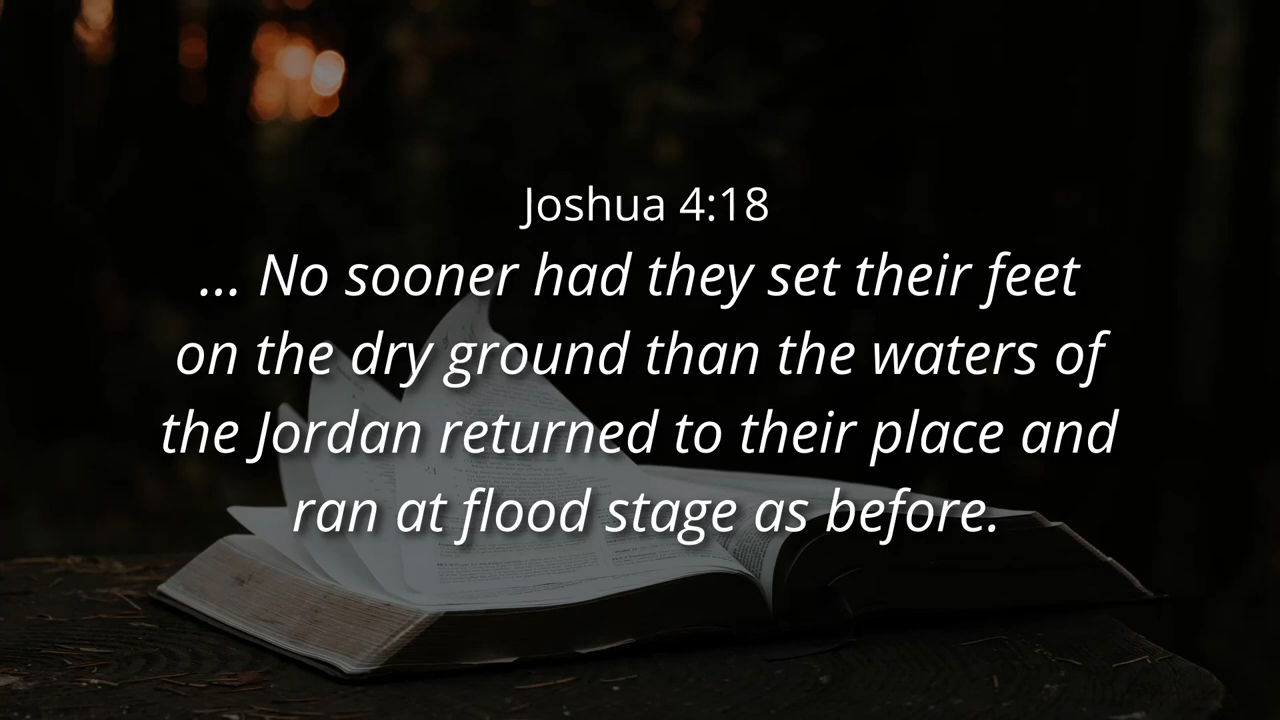 Joshua 4:18
... No sooner had they set their feet
on the dry ground than the waters of
the Jordan returned to their place and
ran at flood stage as before.